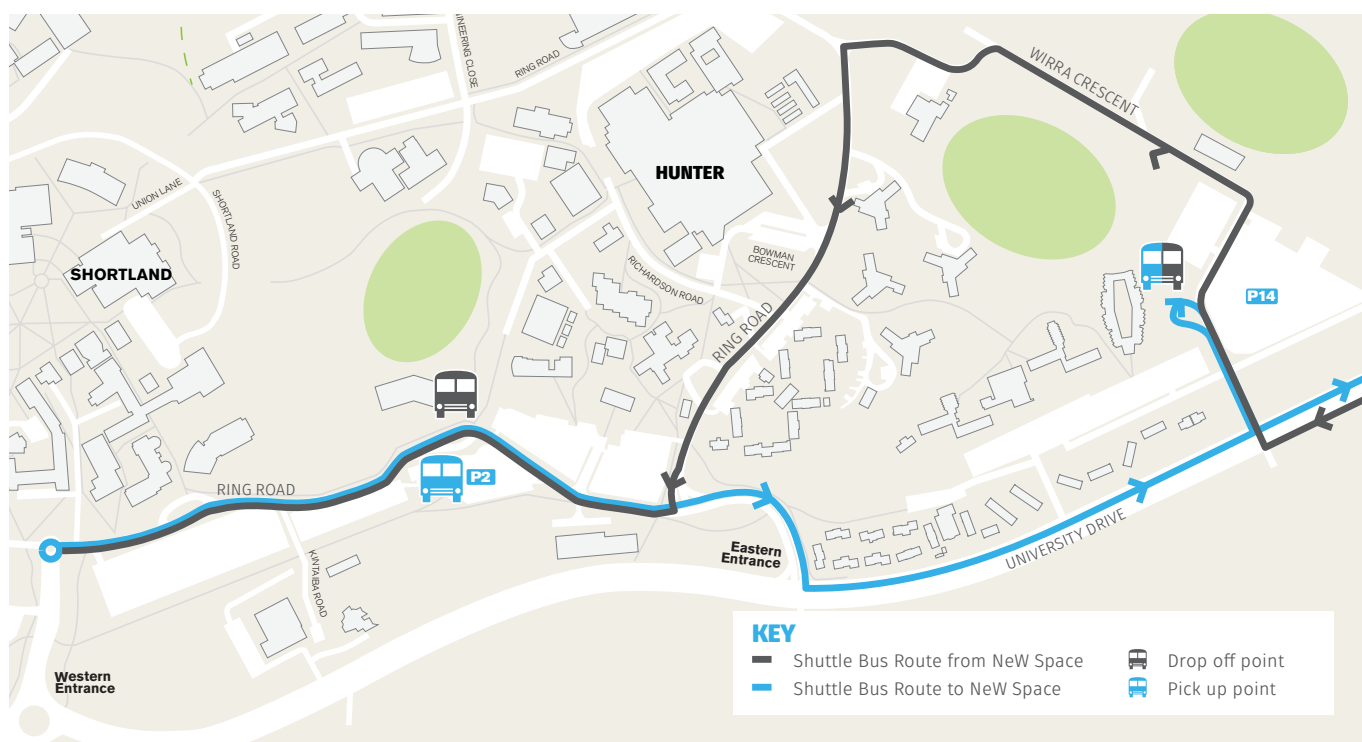 NEERING CLOSE
RING ROAD
WIRRA CRESCENT
HUNTER
UNION LANE
SHORTLAND ROAD
SHORTLAND
BOWMAN
CRESCENT
RICHARDSON ROAD
P14
RING ROAD
P2
RING ROAD
UNIVERSITY DRIVE
Eastern
Entrance
KINTAIBA ROAD
Western
Entrance
KEY
Shuttle Bus Route from NeW Space
Drop off point
Shuttle Bus Route to NeW Space
Pick up point